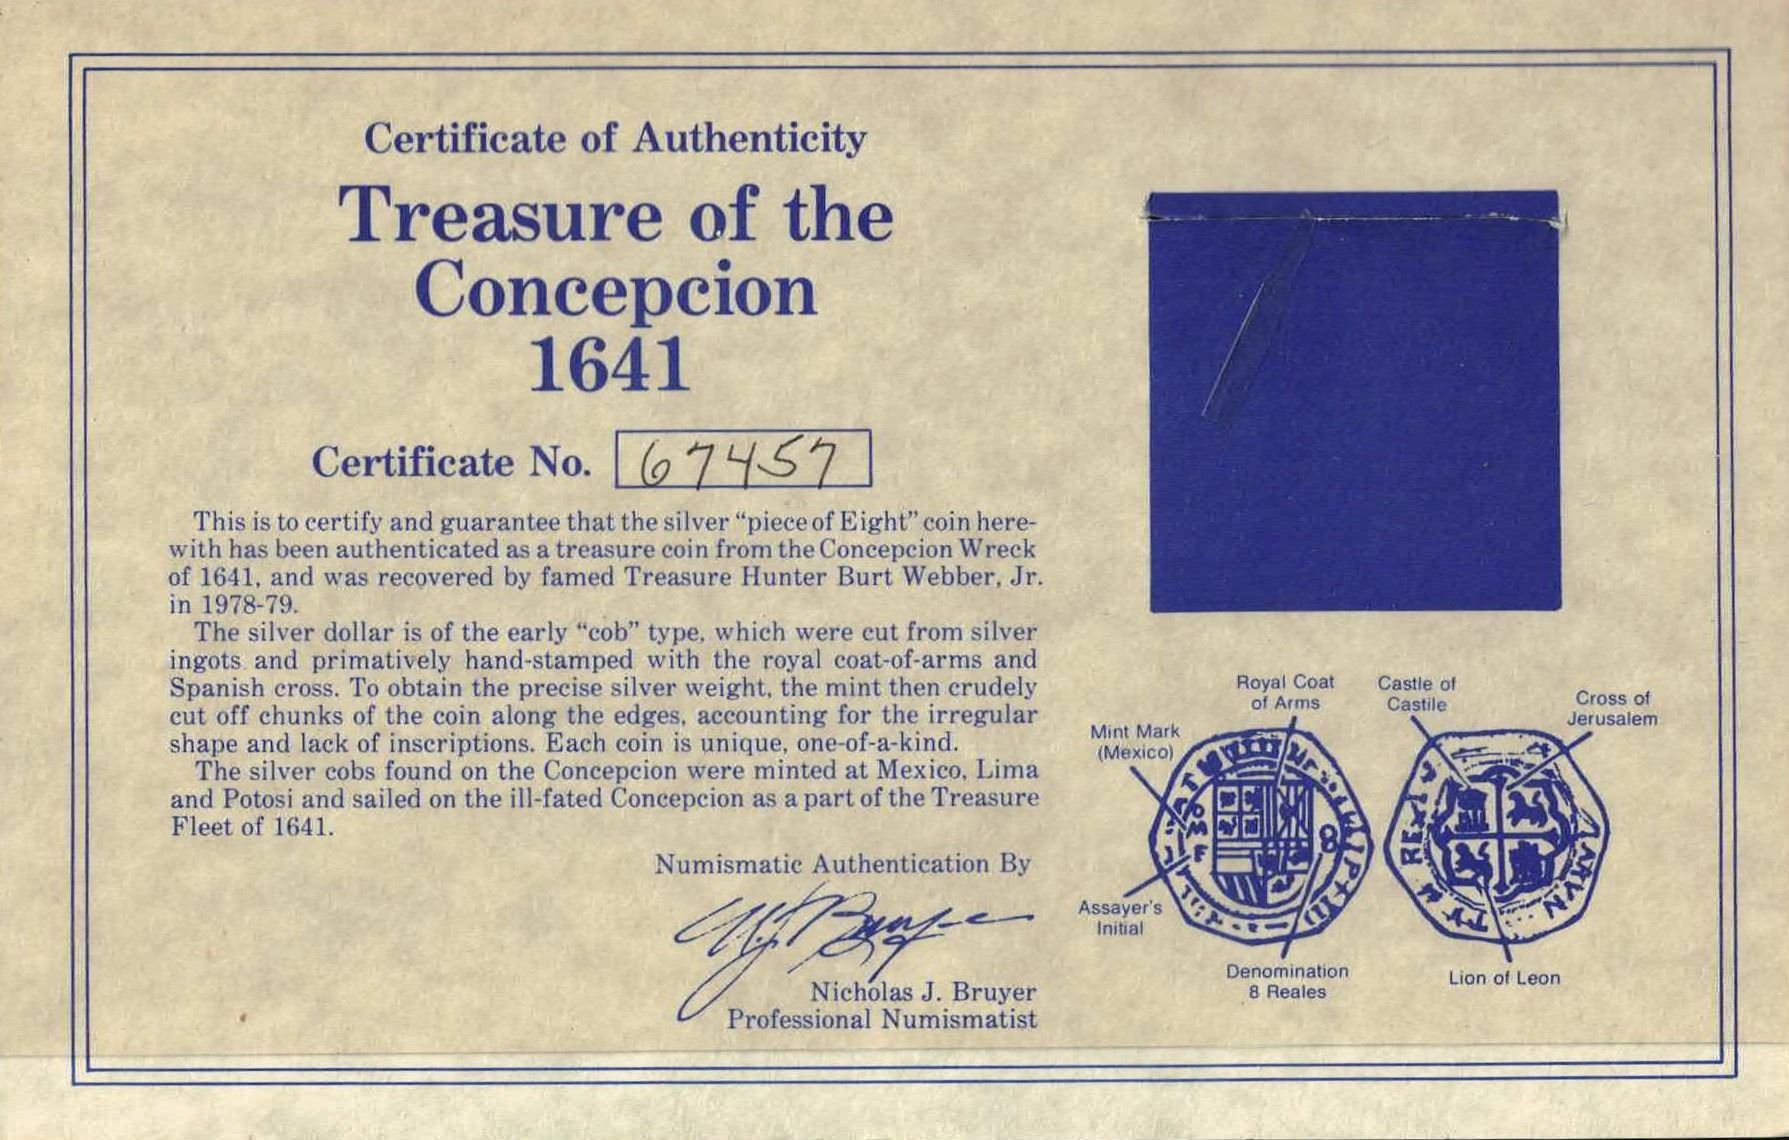 Certificate of Authenticity
Treasure of the
Concepcion
1641
Certificate No. 67457
This is to certify and guarantee that the silver “piece of Eight” coin here-
with has been authenticated as a treasure coin from the Concepcion Wreck
of 1641, and was recovered by famed Treasure Hunter Burt Webber, Jr.
in 1978-79.
The silver dollar is of the early “cob” type, which were cut from silver
ingots and primatively hand-stamped with the royal coat-of-arms and
Spanish cross. To obtain the precise silver weight, the mint then crudely
cut off chunks of the coin along the edges, accounting for the irregular
shape and lack of inscriptions. Each coin is unique, one-of-a-kind.
The silver cobs found on the Concepcion were minted at Mexico, Lima
and Potosi and sailed on the ill-fated Concepcion as a part of the Treasure
Fleet of 1641.
Numismatic Authentication By
Nicholas J. Bruyer
Professional Numismatist
Royal Coat
of Arms
Castle of
Castile
Cross of
Jerusalem
Mint Mark
(Mexico)
Assayer's
Initial
Denomination
8 Reales
Lion of Leon
8